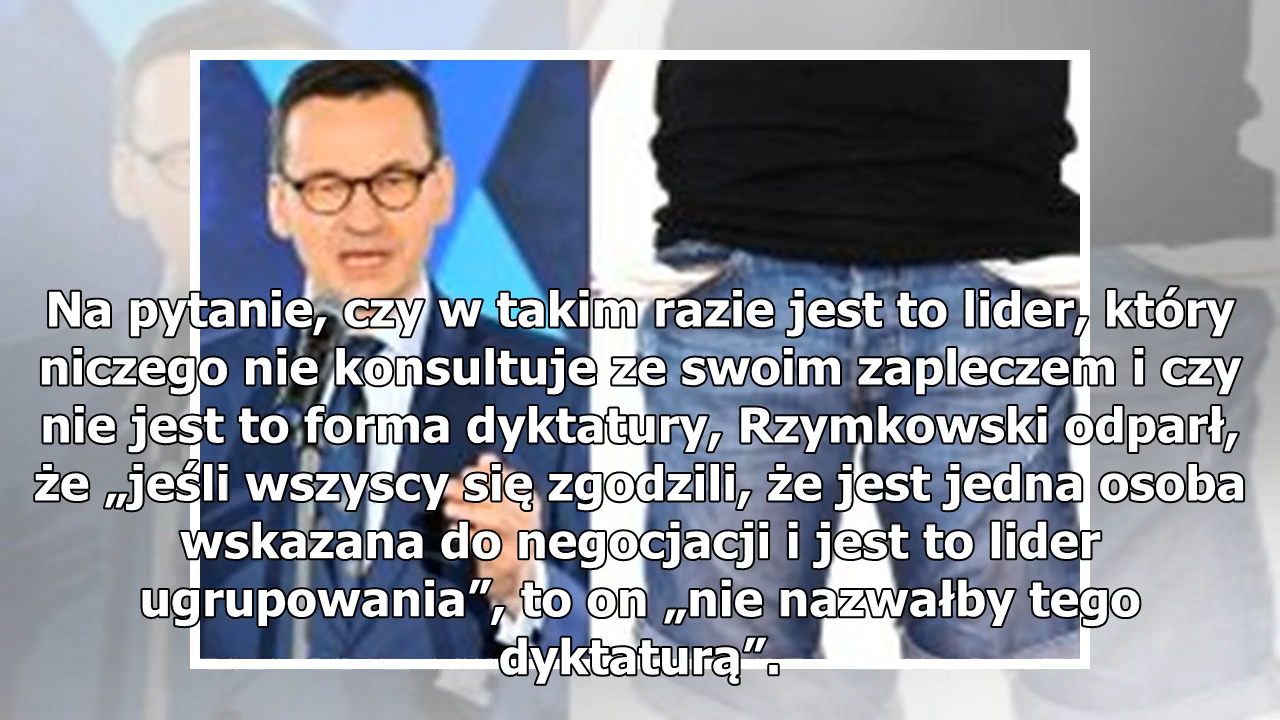 Na pytanie, czy w takim razie jest to lider, który
niczego nie konsultuje ze swoim zapleczem i czy
nie jest to forma dyktatury, Rzymkowski odparł,
że „jeśli wszyscy się zgodzili, że jest jedna osoba
wskazana do negocjacji i jest to lider
ugrupowania”, to on „nie nazwałby tego
dyktaturą”.